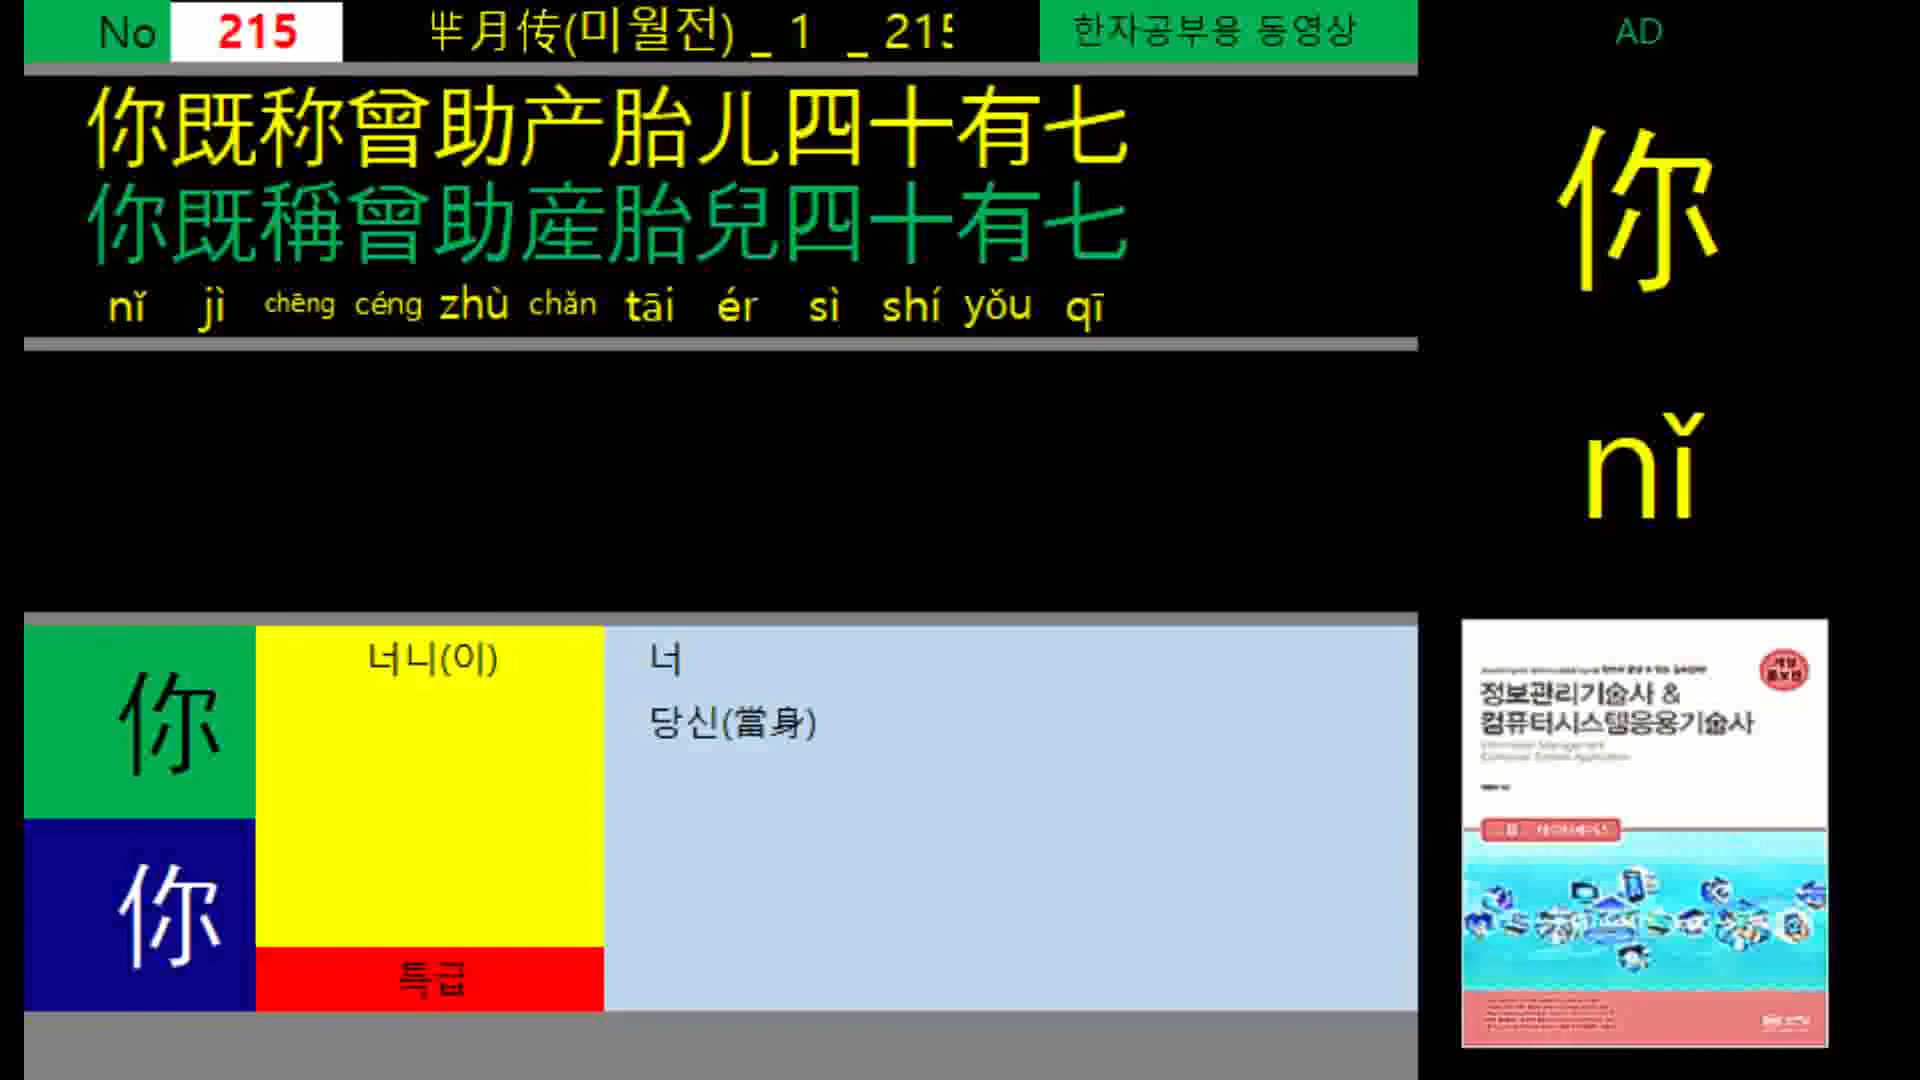 No 215 芈月传(미월전) _ 1 _ 215 한자공부용 동영상
AD
你既称曾助产胎儿四十有七
你既稱曾助産胎兒四十有七
nǐ jì chēng céng zhù chǎn tāi ér sì shí yǒu qī
你
nǐ
你
너니(이)
너
당신(當身)
你
특급
정보관리기술사 &
컴퓨터시스템응용기술사